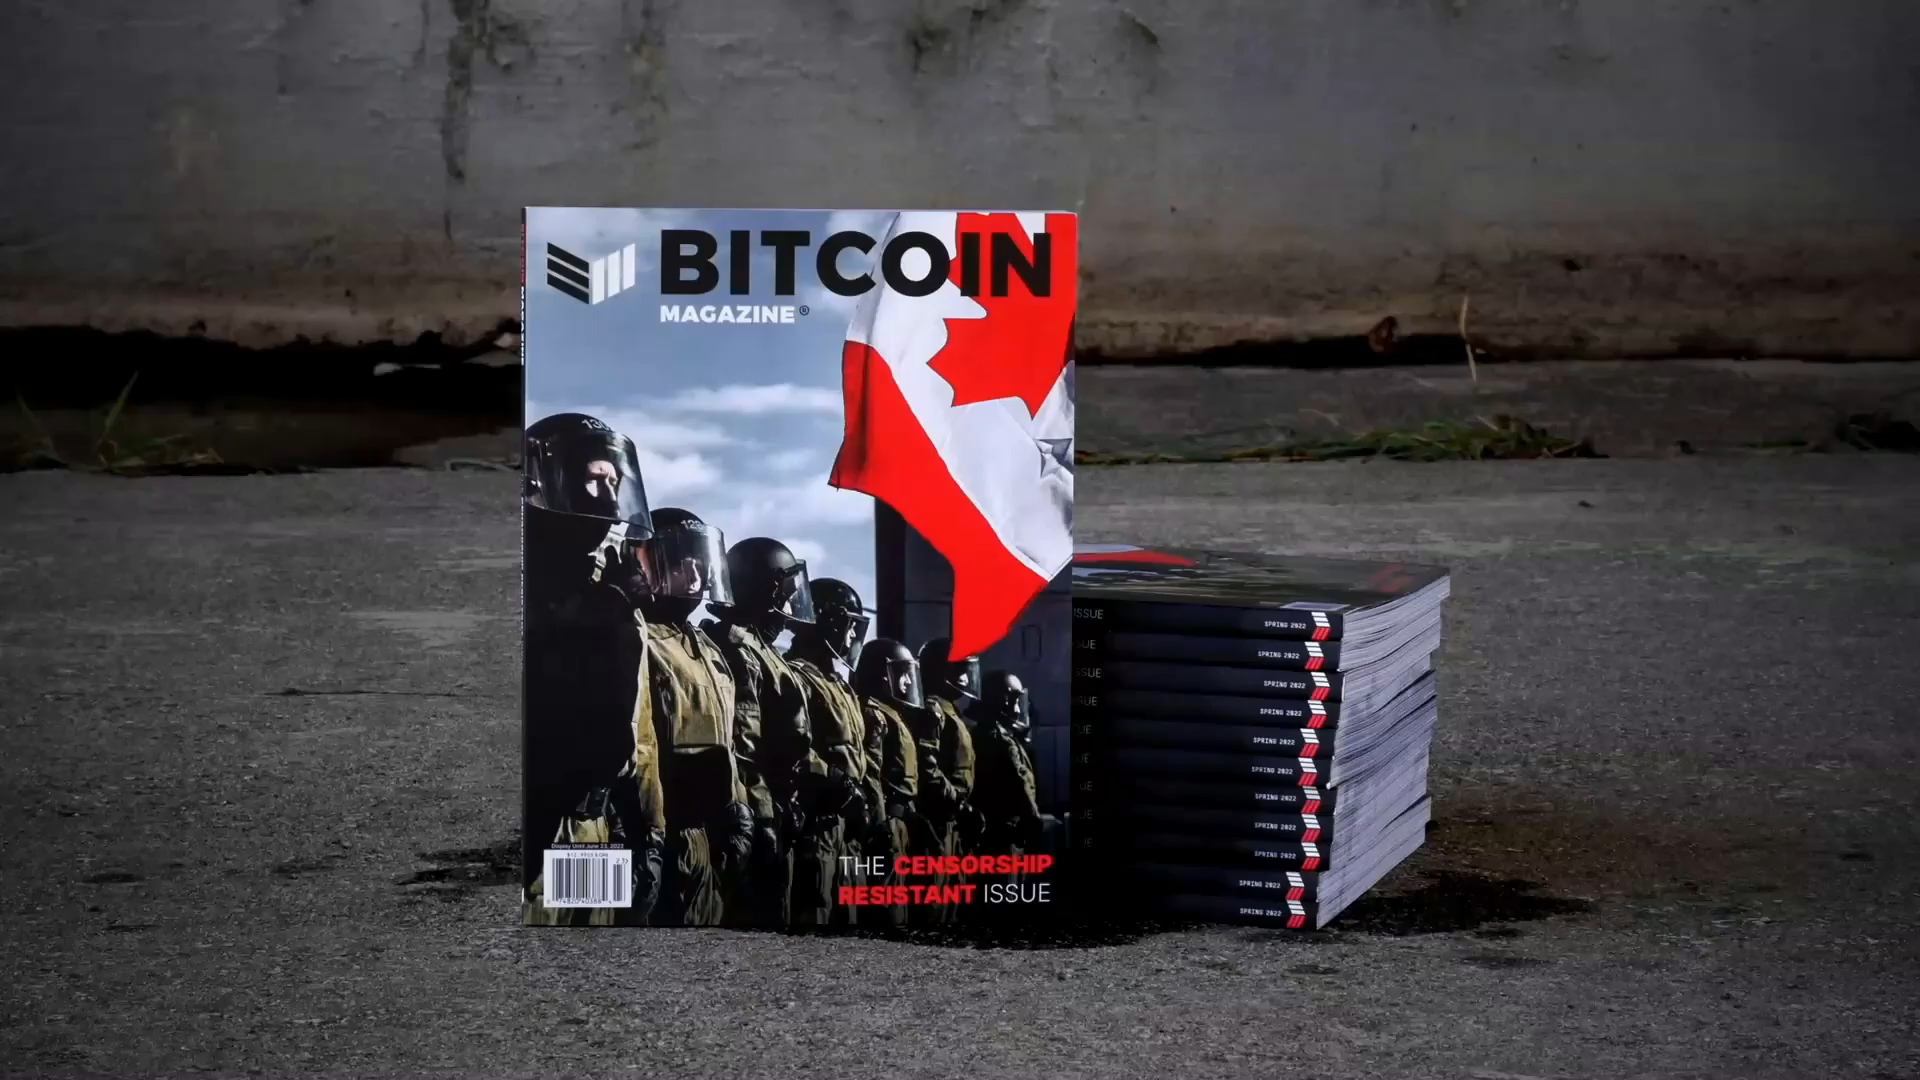 BITCOIN
MAGAZINE®
130
Display Until June 23, 2022
THE CENSORSHIP
RESISTANT ISSUE
ISSUE
SPRING 2022
SPRING 2022
SPRING 2022
SPRING 2022
SPRING 2022
SPRING 2022
SPRING 2022
SPRING 2022
SPRING 2022
SPRING 2022
SPRING 2022